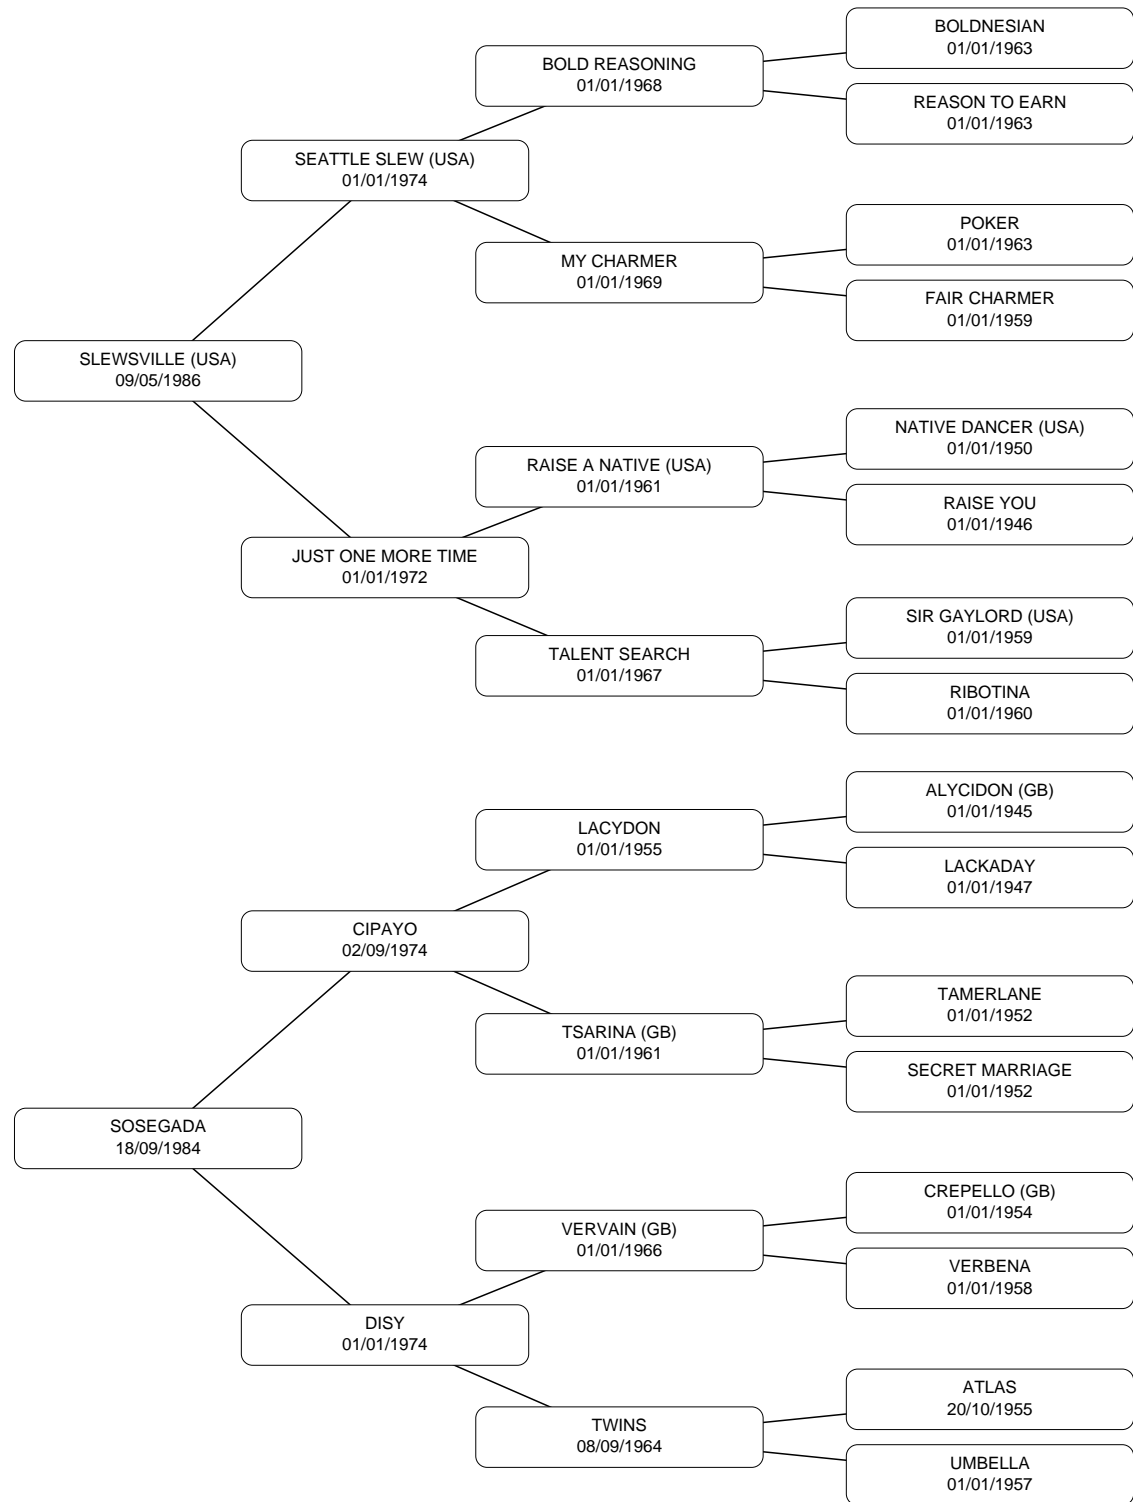 BOLDNESIAN
01/01/1963
BOLD REASONING
01/01/1968
REASON TO EARN
01/01/1963
SEATTLE SLEW (USA)
01/01/1974
POKER
01/01/1963
MY CHARMER
01/01/1969
FAIR CHARMER
01/01/1959
SLEWSVILLE (USA)
09/05/1986
NATIVE DANCER (USA)
01/01/1950
RAISE A NATIVE (USA)
01/01/1961
RAISE YOU
01/01/1946
JUST ONE MORE TIME
01/01/1972
SIR GAYLORD (USA)
01/01/1959
TALENT SEARCH
01/01/1967
RIBOTINA
01/01/1960
ALYCIDON (GB)
01/01/1945
LACYDON
01/01/1955
LACKADAY
01/01/1947
CIPAYO
02/09/1974
TAMERLANE
01/01/1952
TSARINA (GB)
01/01/1961
SECRET MARRIAGE
01/01/1952
SOSEGADA
18/09/1984
CREPELLO (GB)
01/01/1954
VERVAIN (GB)
01/01/1966
VERBENA
01/01/1958
DISY
01/01/1974
ATLAS
20/10/1955
TWINS
08/09/1964
UMBELLA
01/01/1957